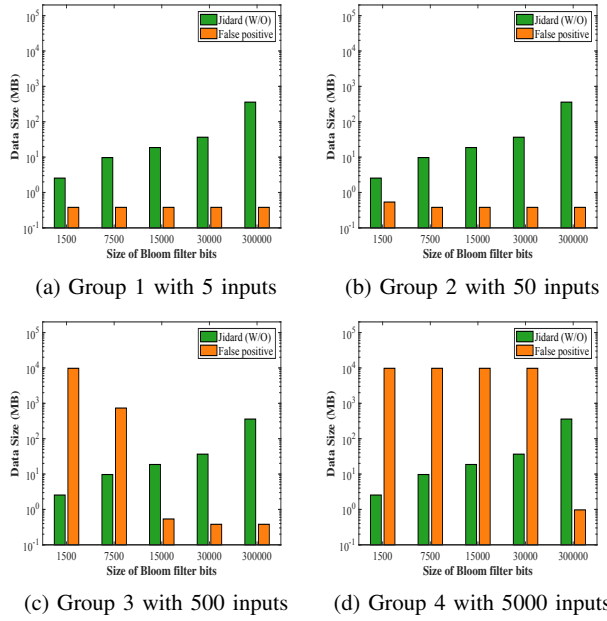 Jidard (W/O)
False positive
Data Size (MB)
10^5
10^4
10^3
10^2
10^1
10^0
10^-1
1500 7500 15000 30000 300000
Size of Bloom filter bits
(a) Group 1 with 5 inputs
Jidard (W/O)
False positive
Data Size (MB)
10^5
10^4
10^3
10^2
10^1
10^0
10^-1
1500 7500 15000 30000 300000
Size of Bloom filter bits
(b) Group 2 with 50 inputs
Jidard (W/O)
False positive
Data Size (MB)
10^5
10^4
10^3
10^2
10^1
10^0
10^-1
1500 7500 15000 30000 300000
Size of Bloom filter bits
(c) Group 3 with 500 inputs
Jidard (W/O)
False positive
Data Size (MB)
10^5
10^4
10^3
10^2
10^1
10^0
10^-1
1500 7500 15000 30000 300000
Size of Bloom filter bits
(d) Group 4 with 5000 inputs